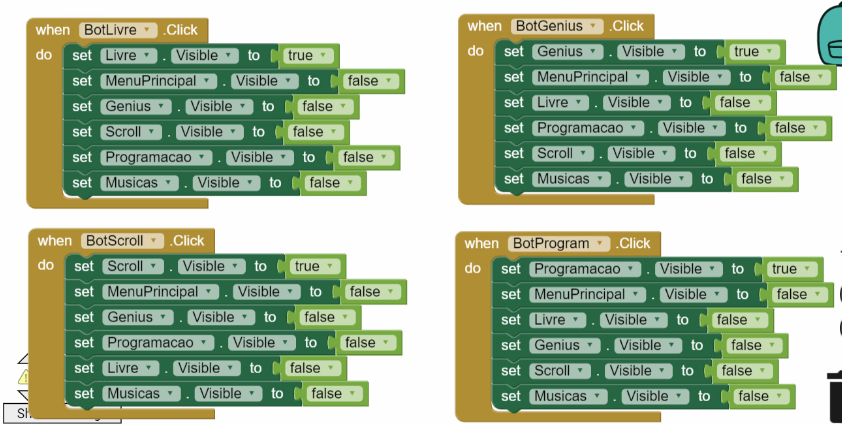 when BotLivre .Click
do set Livre . Visible to true
set MenuPrincipal . Visible to false
set Genius . Visible to false
set Scroll . Visible to false
set Programacao . Visible to false
set Musicas . Visible to false
when BotGenius .Click
do set Genius . Visible to true
set MenuPrincipal . Visible to false
set Livre . Visible to false
set Programacao . Visible to false
set Scroll . Visible to false
set Musicas . Visible to false
when BotScroll .Click
do set Scroll . Visible to true
set MenuPrincipal . Visible to false
set Genius . Visible to false
set Programacao . Visible to false
set Livre . Visible to false
set Musicas . Visible to false
when BotProgram .Click
do set Programacao . Visible to true
set MenuPrincipal . Visible to false
set Livre . Visible to false
set Genius . Visible to false
set Scroll . Visible to false
set Musicas . Visible to false